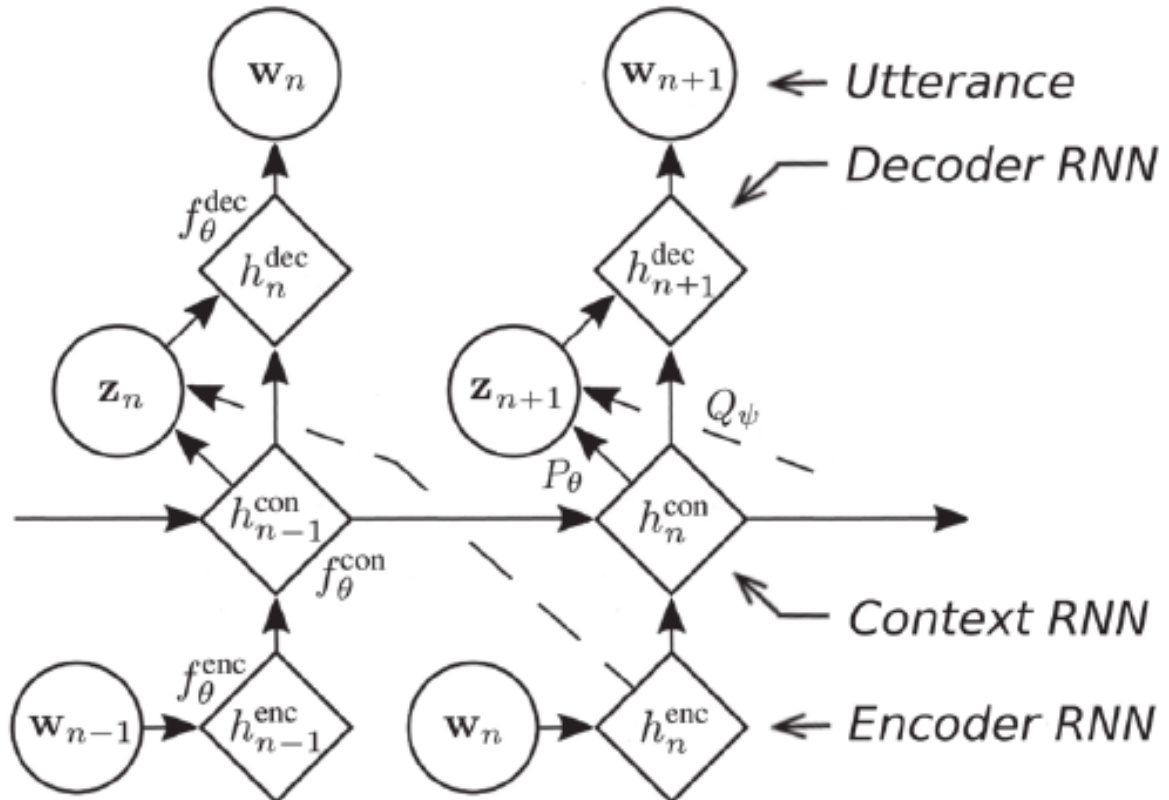 w_n w_{n+1} Utterance
Decoder RNN
f_θ^dec
h_n^dec h_{n+1}^dec
z_n z_{n+1} Q_ψ
P_θ
h_{n-1}^con h_n^con
f_θ^con
Context RNN
f_θ^enc
w_{n-1} h_{n-1}^enc w_n h_n^enc Encoder RNN